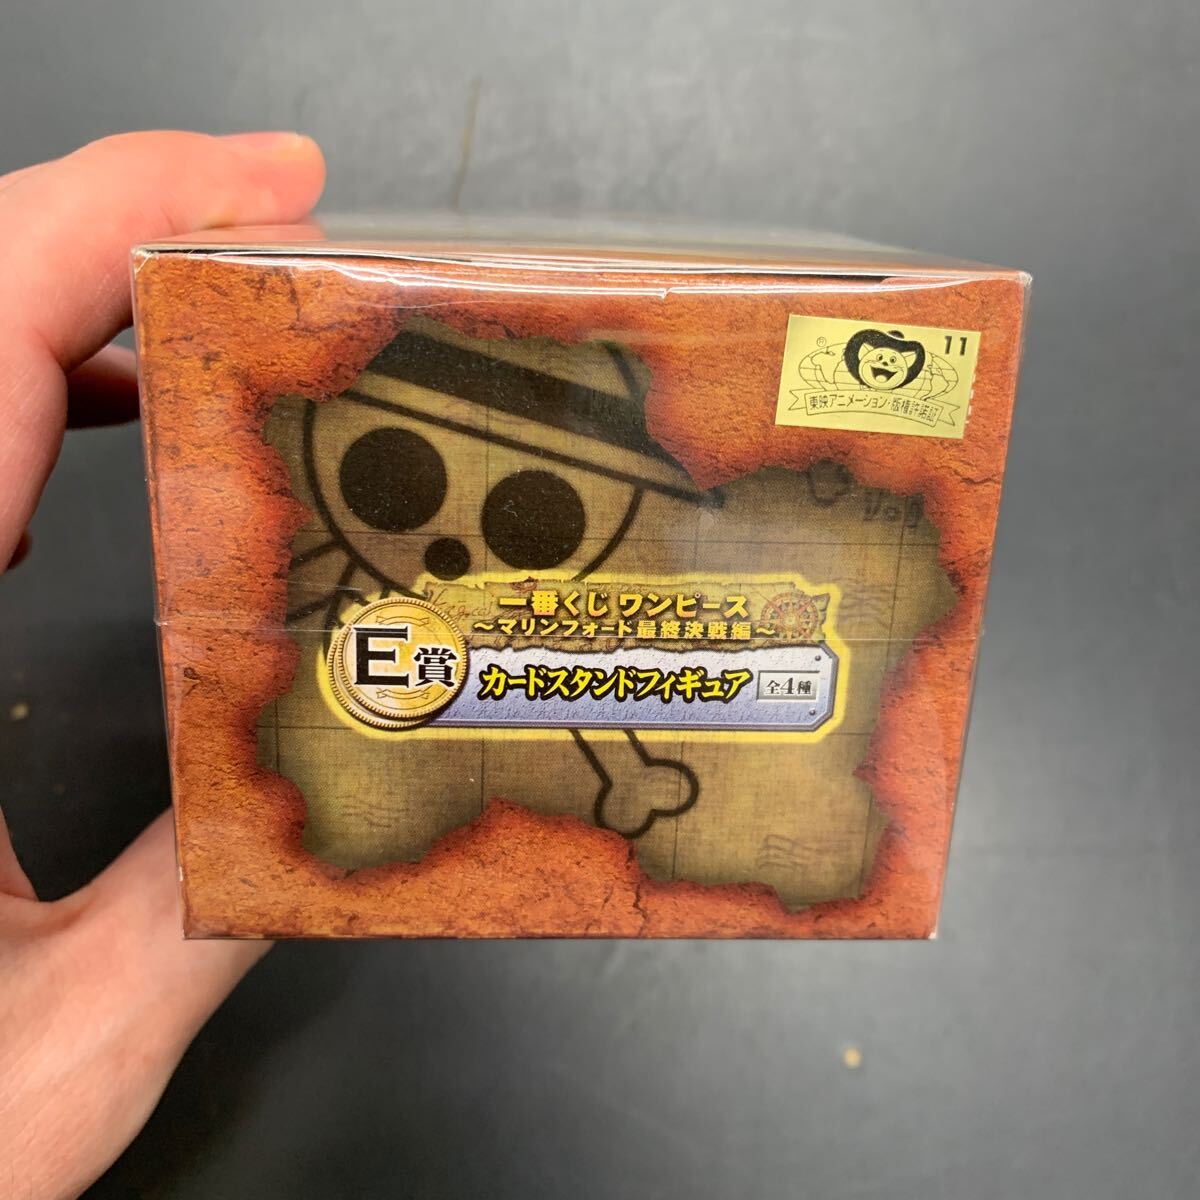 11
®
東映アニメーション・版権許諾証
一番くじ ワンピース
～マリンフォード最終決戦編～
E賞
カードスタンドフィギュア
全4種